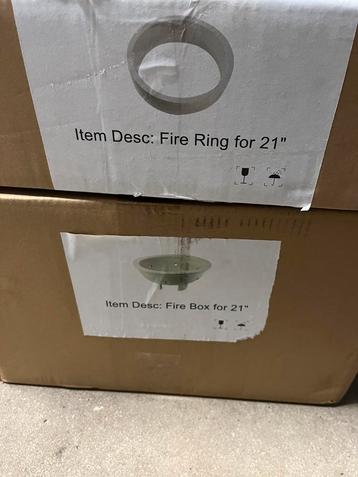 Item Desc: Fire Ring for 21"
Item Desc: Fire Box for 21"